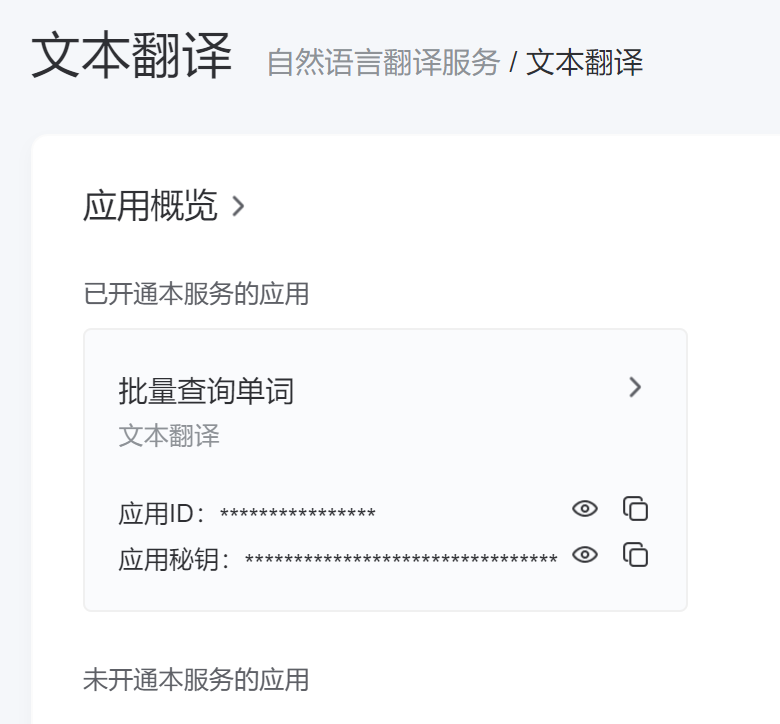 文本翻译 自然语言翻译服务 / 文本翻译
应用概览
已开通本服务的应用
批量查询单词
文本翻译
应用ID：****************
应用秘钥：********************************
未开通本服务的应用